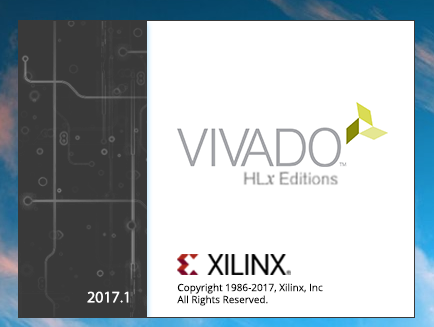 VIVADO™
HLx Editions
XILINX®
Copyright 1986-2017, Xilinx, Inc
All Rights Reserved.
2017.1